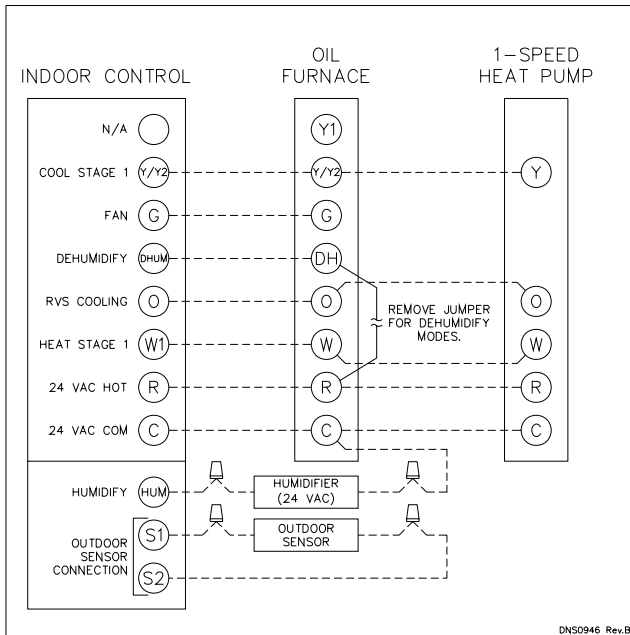 OIL
FURNACE
1-SPEED
HEAT PUMP
INDOOR CONTROL
N/A
Y1
COOL STAGE 1 Y/Y2 Y/Y2 Y
FAN G G
DEHUMIDIFY DHUM DH
RVS COOLING O O O
REMOVE JUMPER
FOR DEHUMIDIFY
MODES.
HEAT STAGE 1 W1 W W
24 VAC HOT R R R
24 VAC COM C C C
HUMIDIFY HUM
HUMIDIFIER
(24 VAC)
S1
OUTDOOR
SENSOR
OUTDOOR
SENSOR
CONNECTION
S2
DNS0946 Rev.B